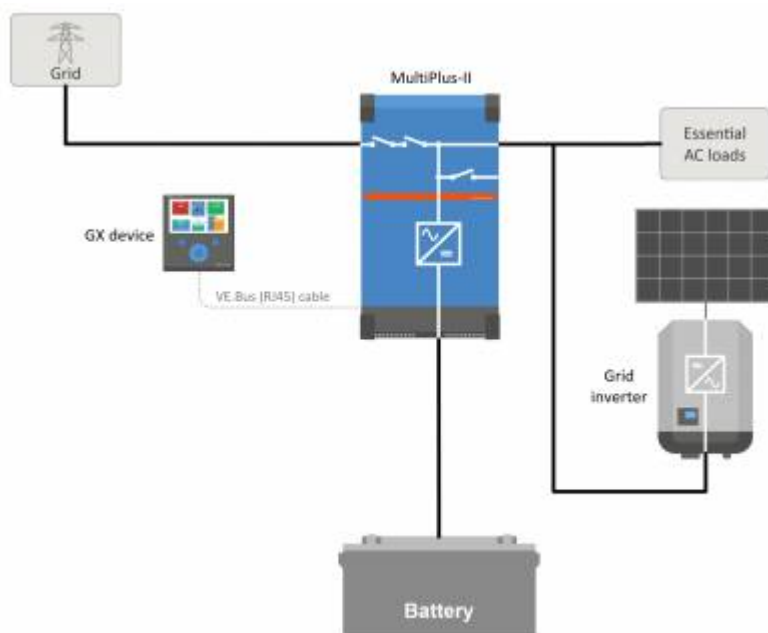 Grid
MultiPlus-II
Essential
AC loads
GX device
VE.Bus (RJ45) cable
Grid
inverter
Battery